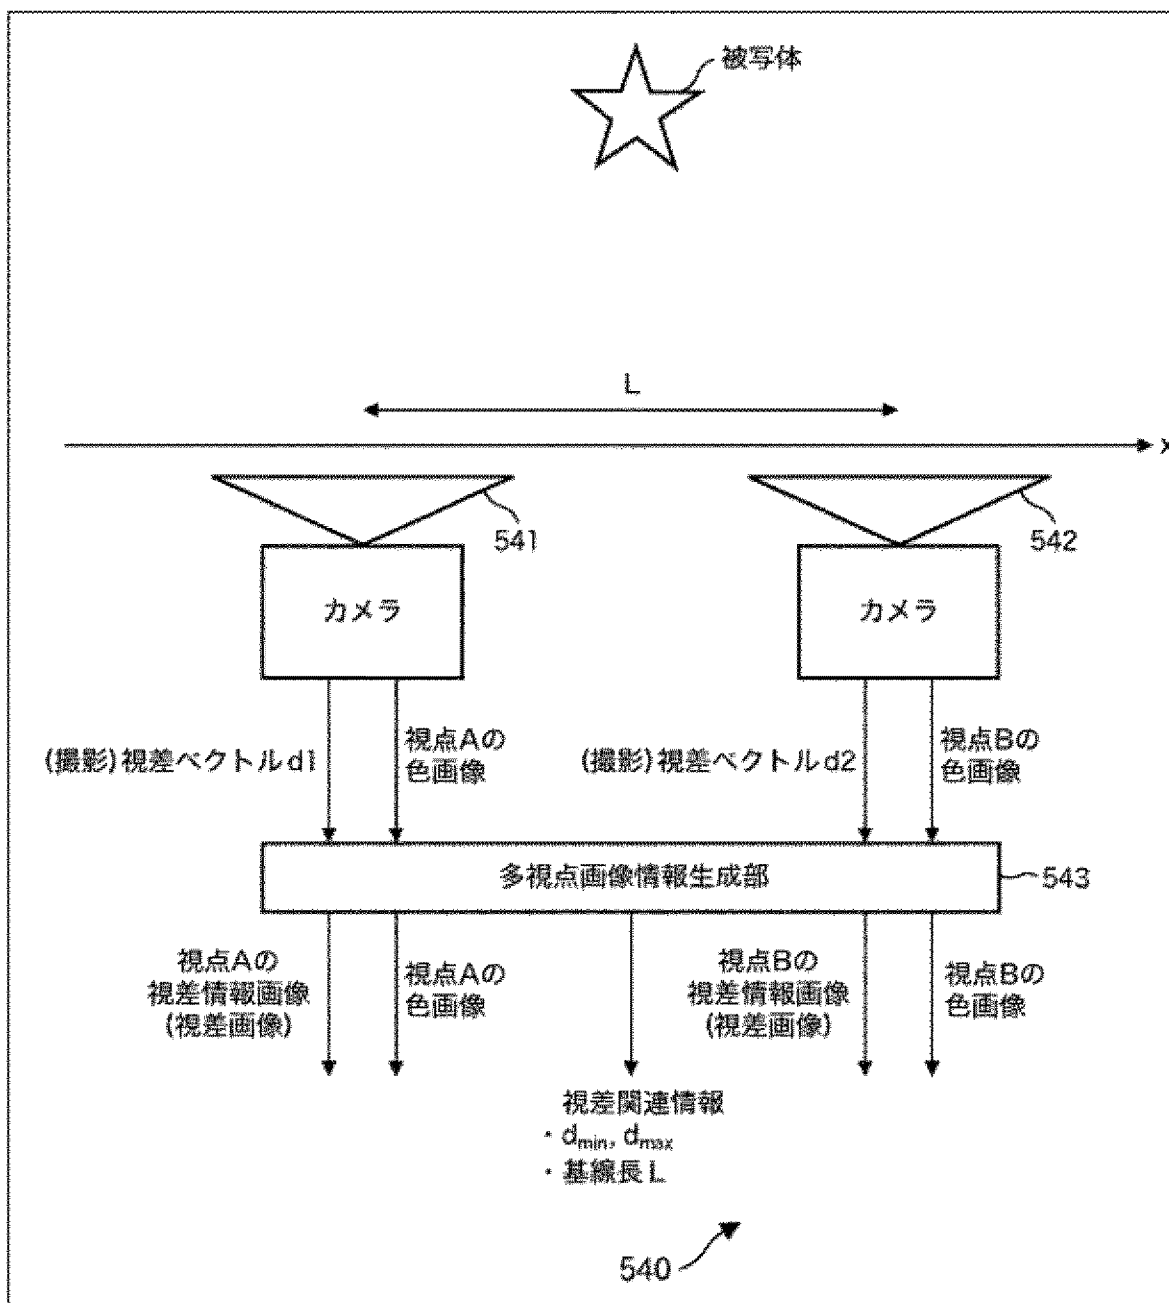 被写体
L
x
541
542
カメラ
カメラ
(撮影)視差ベクトルd1
視点Aの
色画像
(撮影)視差ベクトルd2
視点Bの
色画像
多視点画像情報生成部
543
視点Aの
視差情報画像
(視差画像)
視点Aの
色画像
視点Bの
視差情報画像
(視差画像)
視点Bの
色画像
視差関連情報
・dmin, dmax
・基線長L
540